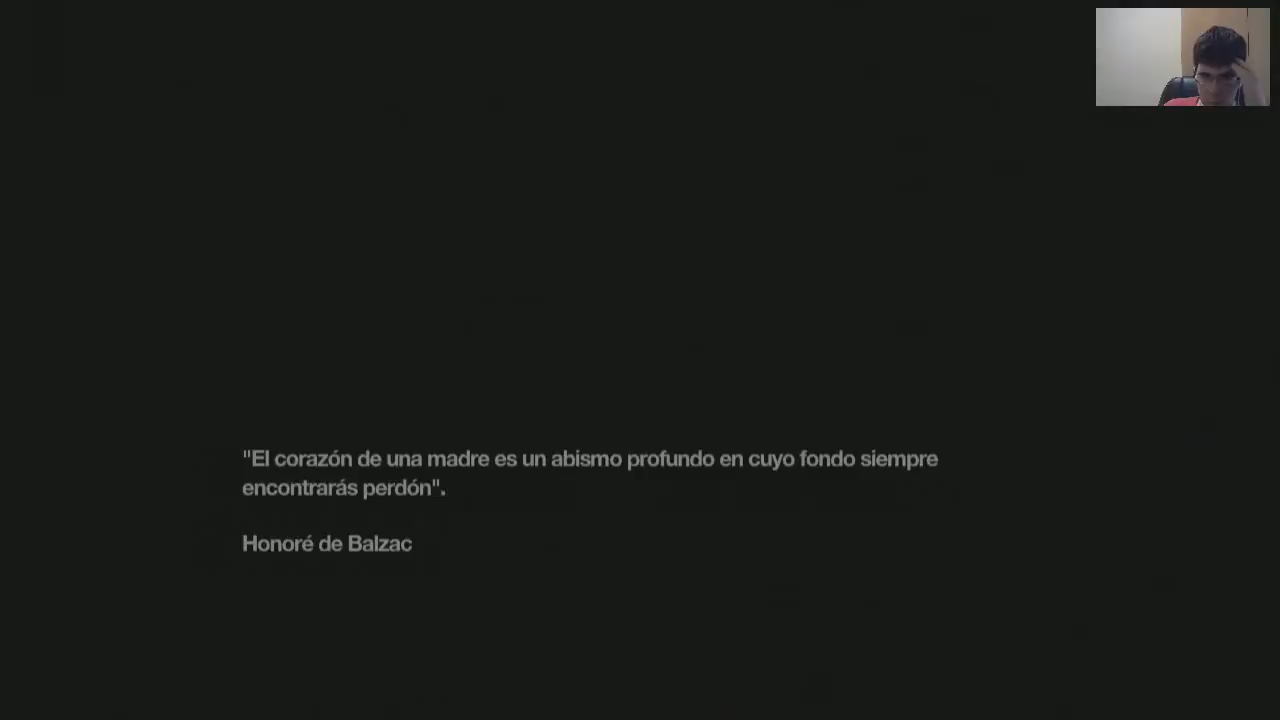 "El corazón de una madre es un abismo profundo en cuyo fondo siempre
encontrarás perdón".
Honoré de Balzac